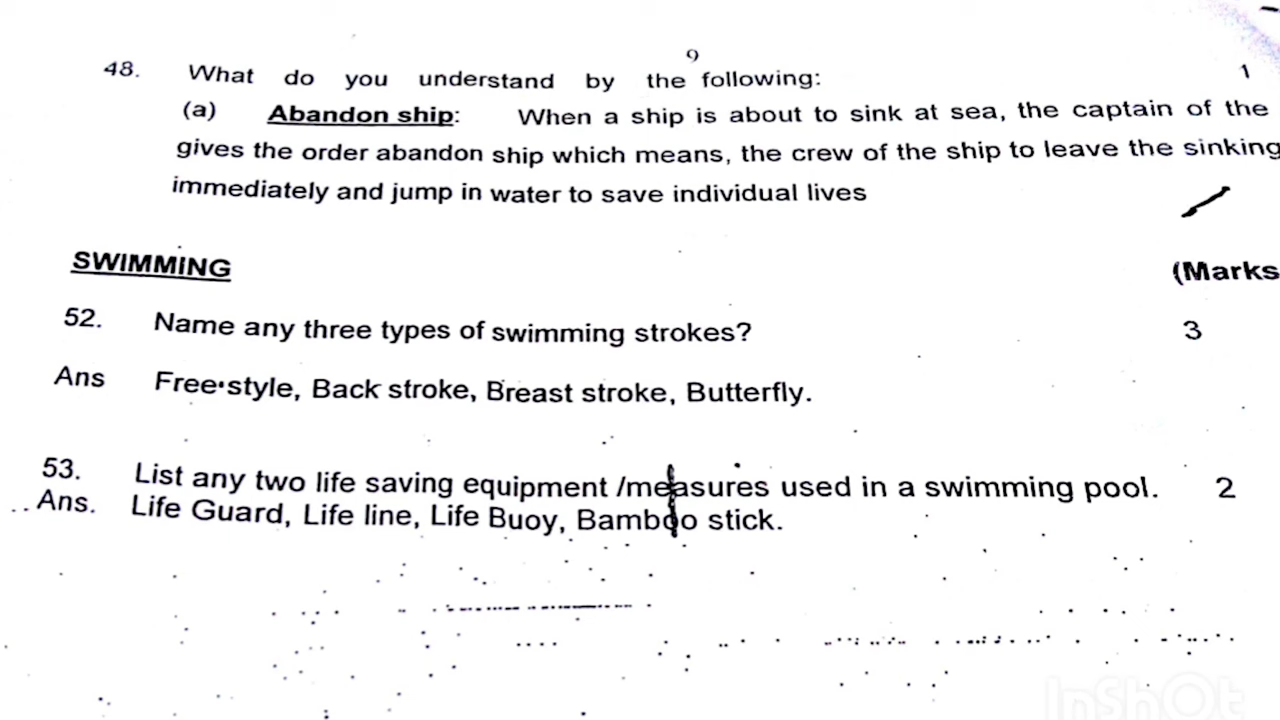 9
48. What do you understand by the following: 1
(a) Abandon ship: When a ship is about to sink at sea, the captain of the
gives the order abandon ship which means, the crew of the ship to leave the sinking
immediately and jump in water to save individual lives
SWIMMING (Marks
52. Name any three types of swimming strokes? 3
Ans Free style, Back stroke, Breast stroke, Butterfly.
53. List any two life saving equipment /measures used in a swimming pool. 2
Ans. Life Guard, Life line, Life Buoy, Bamboo stick.
InShOt